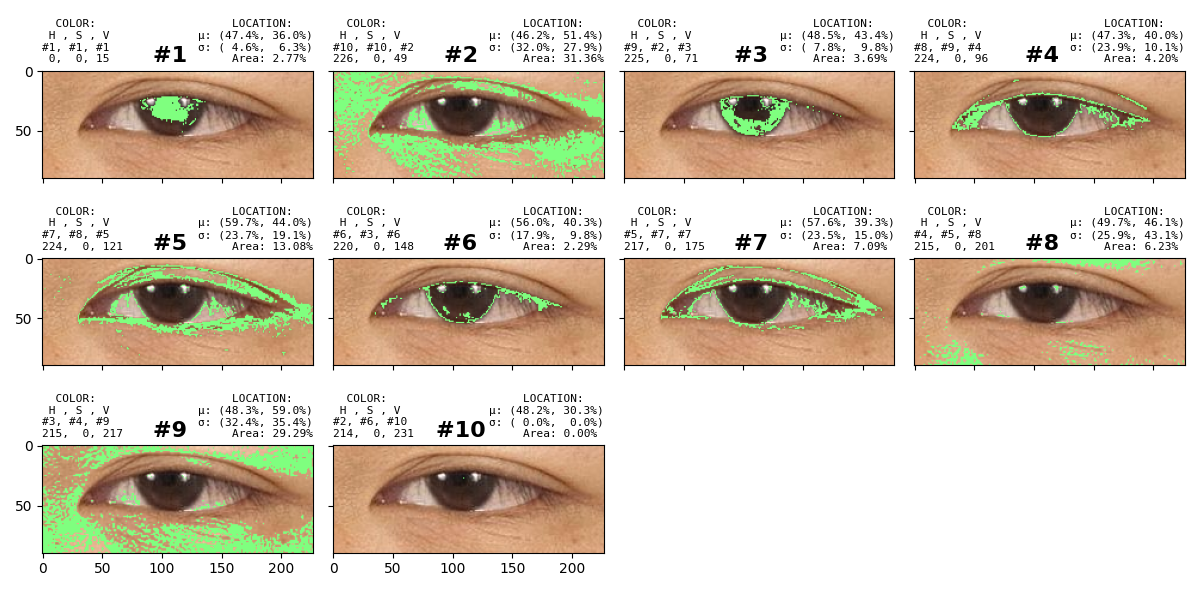 COLOR: LOCATION:
H , S , V μ: (47.4%, 36.0%)
#1, #1, #1 #1 σ: ( 4.6%,  6.3%)
0,  0, 15 Area: 2.77%
COLOR: LOCATION:
H , S , V μ: (46.2%, 51.4%)
#10, #10, #2 #2 σ: (32.0%, 27.9%)
226,  0, 49 Area: 31.36%
COLOR: LOCATION:
H , S , V μ: (48.5%, 43.4%)
#9, #2, #3 #3 σ: ( 7.8%,  9.8%)
225,  0, 71 Area: 3.69%
COLOR: LOCATION:
H , S , V μ: (47.3%, 40.0%)
#8, #9, #4 #4 σ: (23.9%, 10.1%)
224,  0, 96 Area: 4.20%
0
50
COLOR: LOCATION:
H , S , V μ: (59.7%, 44.0%)
#7, #8, #5 #5 σ: (23.7%, 19.1%)
224,  0, 121 Area: 13.08%
COLOR: LOCATION:
H , S , V μ: (56.0%, 40.3%)
#6, #3, #6 #6 σ: (17.9%,  9.8%)
220,  0, 148 Area: 2.29%
COLOR: LOCATION:
H , S , V μ: (57.6%, 39.3%)
#5, #7, #7 #7 σ: (23.5%, 15.0%)
217,  0, 175 Area: 7.09%
COLOR: LOCATION:
H , S , V μ: (49.7%, 46.1%)
#4, #5, #8 #8 σ: (25.9%, 43.1%)
215,  0, 201 Area: 6.23%
0
50
COLOR: LOCATION:
H , S , V μ: (48.3%, 59.0%)
#3, #4, #9 #9 σ: (32.4%, 35.4%)
215,  0, 217 Area: 29.29%
COLOR: LOCATION:
H , S , V μ: (48.2%, 30.3%)
#2, #6, #10 #10 σ: ( 0.0%,  0.0%)
214,  0, 231 Area: 0.00%
0
50
0 50 100 150 200
0 50 100 150 200